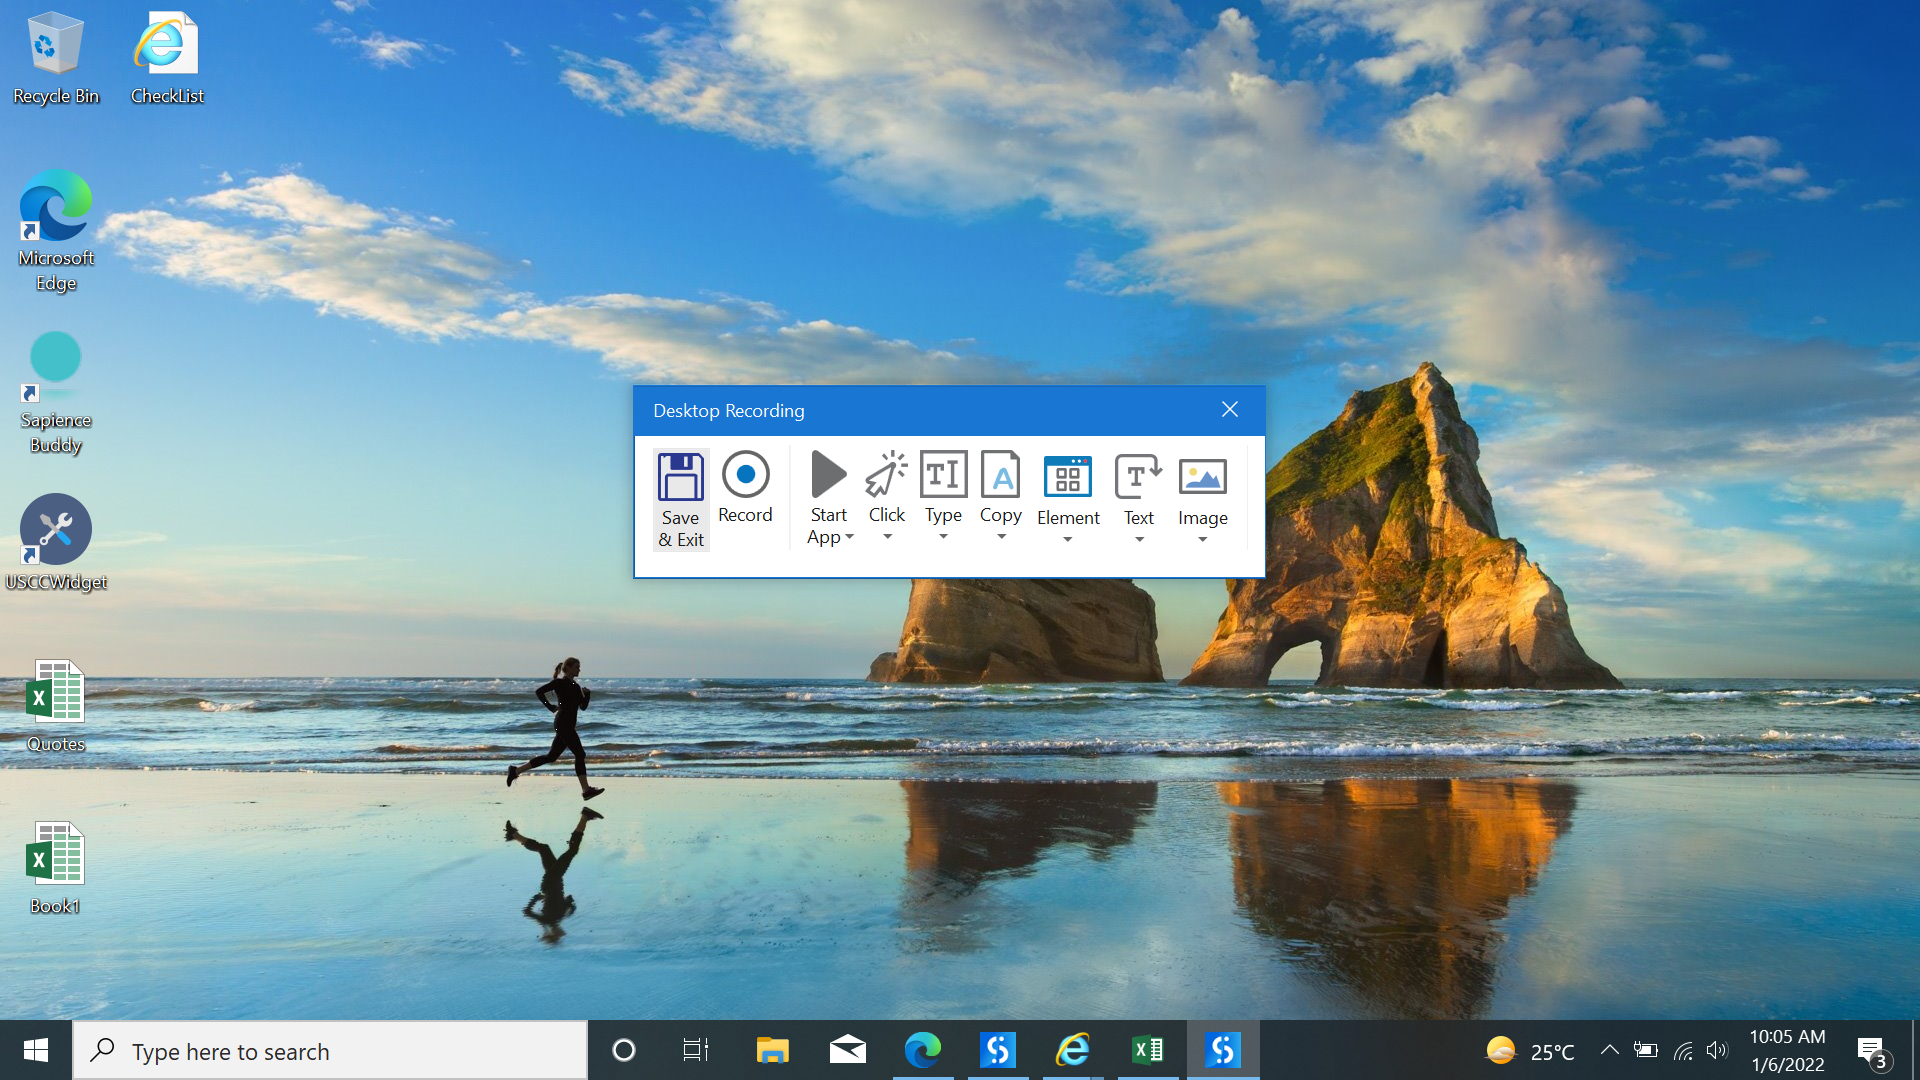 Recycle Bin
CheckList
Microsoft
Edge
Sapience
Buddy
USCCWidget
Quotes
Book1
Desktop Recording
Save
& Exit
Record
Start
App
Click
Type
Copy
Element
Text
Image
Type here to search
25°C
10:05 AM
1/6/2022
3